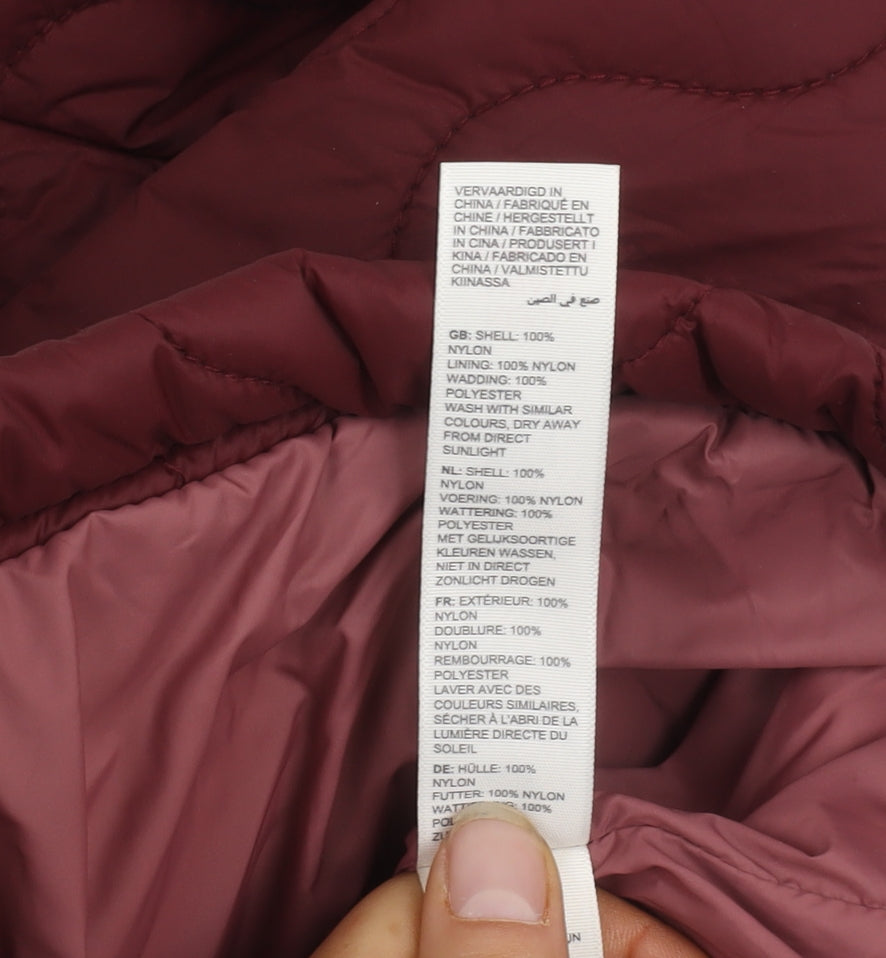 VERVAARDIGD IN
CHINA / FABRIQUÉ EN
CHINE / HERGESTELLT
IN CHINA / FABBRICATO
IN CINA / PRODUSERT I
KINA / FABRICADO EN
CHINA / VALMISTETTU
KIINASSA
صنع في الصين
GB: SHELL: 100%
NYLON
LINING: 100% NYLON
WADDING: 100%
POLYESTER
WASH WITH SIMILAR
COLOURS, DRY AWAY
FROM DIRECT
SUNLIGHT
NL: SHELL: 100%
NYLON
VOERING: 100% NYLON
WATTERING: 100%
POLYESTER
MET GELIJKSOORTIGE
KLEUREN WASSEN,
NIET IN DIRECT
ZONLICHT DROGEN
FR: EXTÉRIEUR: 100%
NYLON
DOUBLURE: 100%
NYLON
REMBOURRAGE: 100%
POLYESTER
LAVER AVEC DES
COULEURS SIMILAIRES,
SÉCHER À L'ABRI DE LA
LUMIÈRE DIRECTE DU
SOLEIL
DE: HÜLLE: 100%
NYLON
FUTTER: 100% NYLON
100%